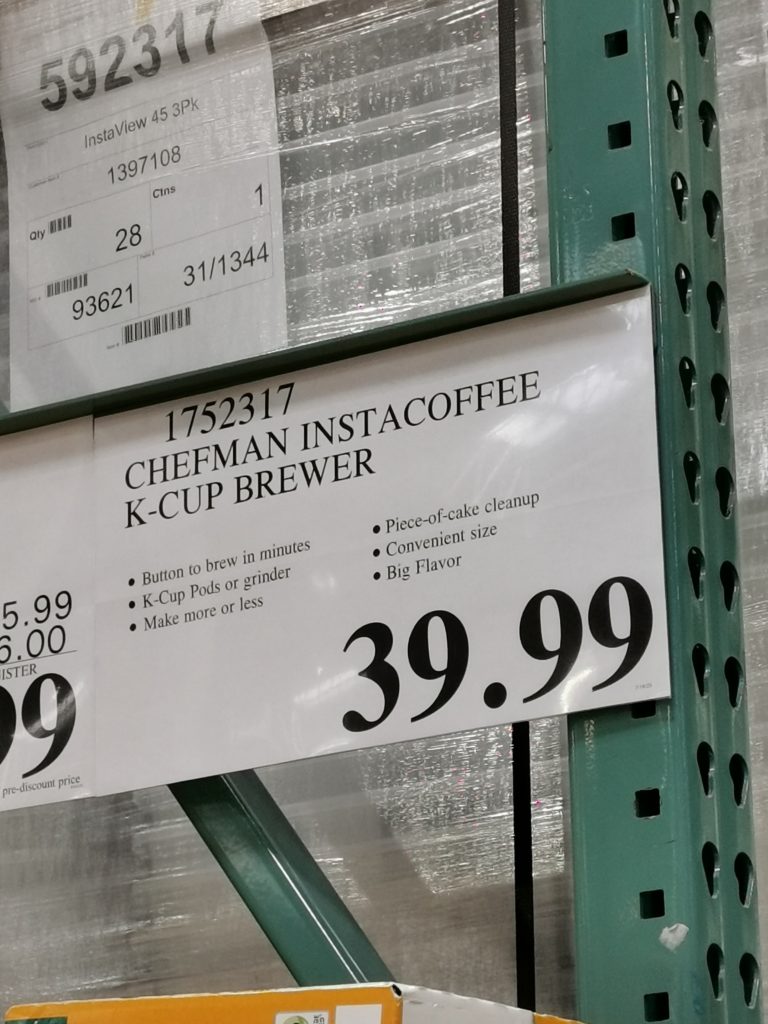 592317
InstaView 45 3Pk
1397108
Qty
28
Ctns
1
93621
31/1344
1752317
CHEFMAN INSTACOFFEE
K-CUP BREWER
• Button to brew in minutes
• K-Cup Pods or grinder
• Make more or less
• Piece-of-cake cleanup
• Convenient size
• Big Flavor
39.99
5.99
6.00
ISTER
99
pre-discount price